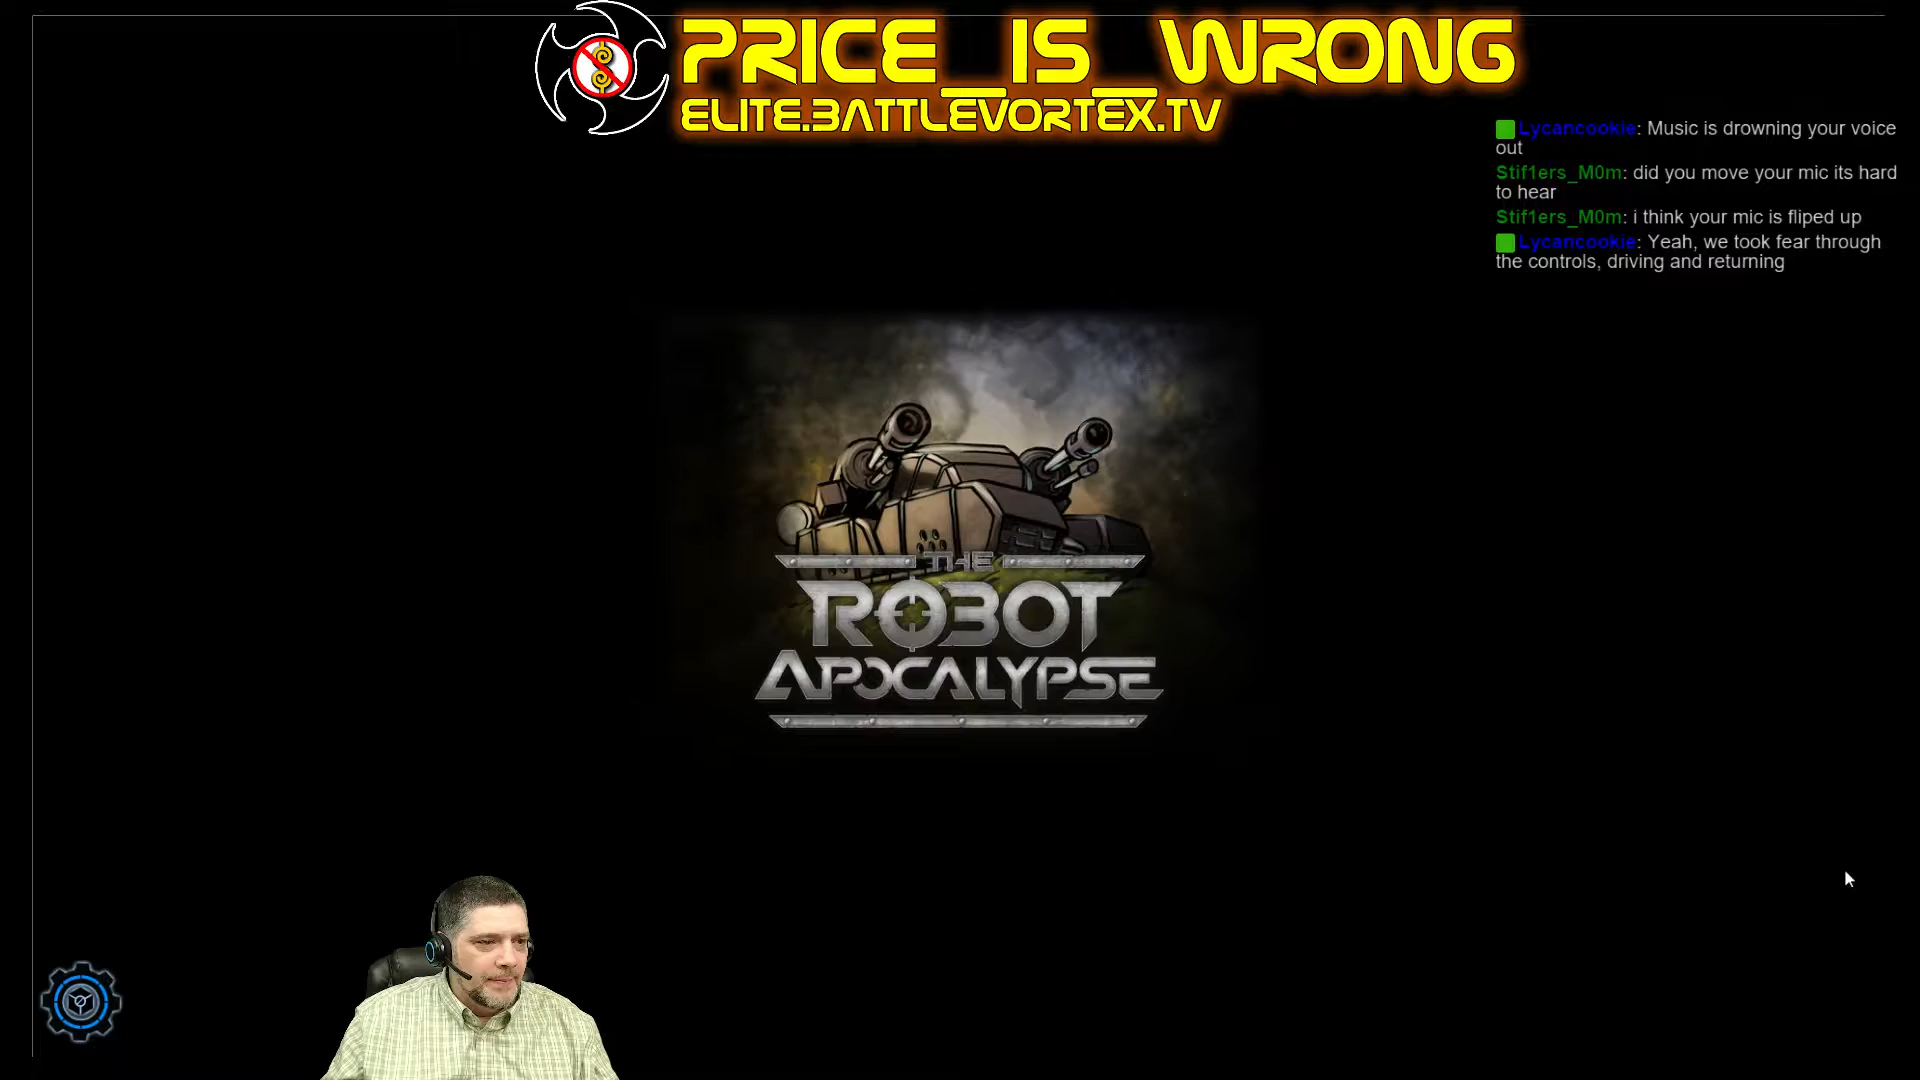 PRICE_IS_WRONG
ELITE.BATTLEVORTEX.TV
Lycancookie: Music is drowning your voice
out
Stif1ers_M0m: did you move your mic its hard
to hear
Stif1ers_M0m: i think your mic is fliped up
Lycancookie: Yeah, we took fear through
the controls, driving and returning
THE
ROBOT
APOCALYPSE